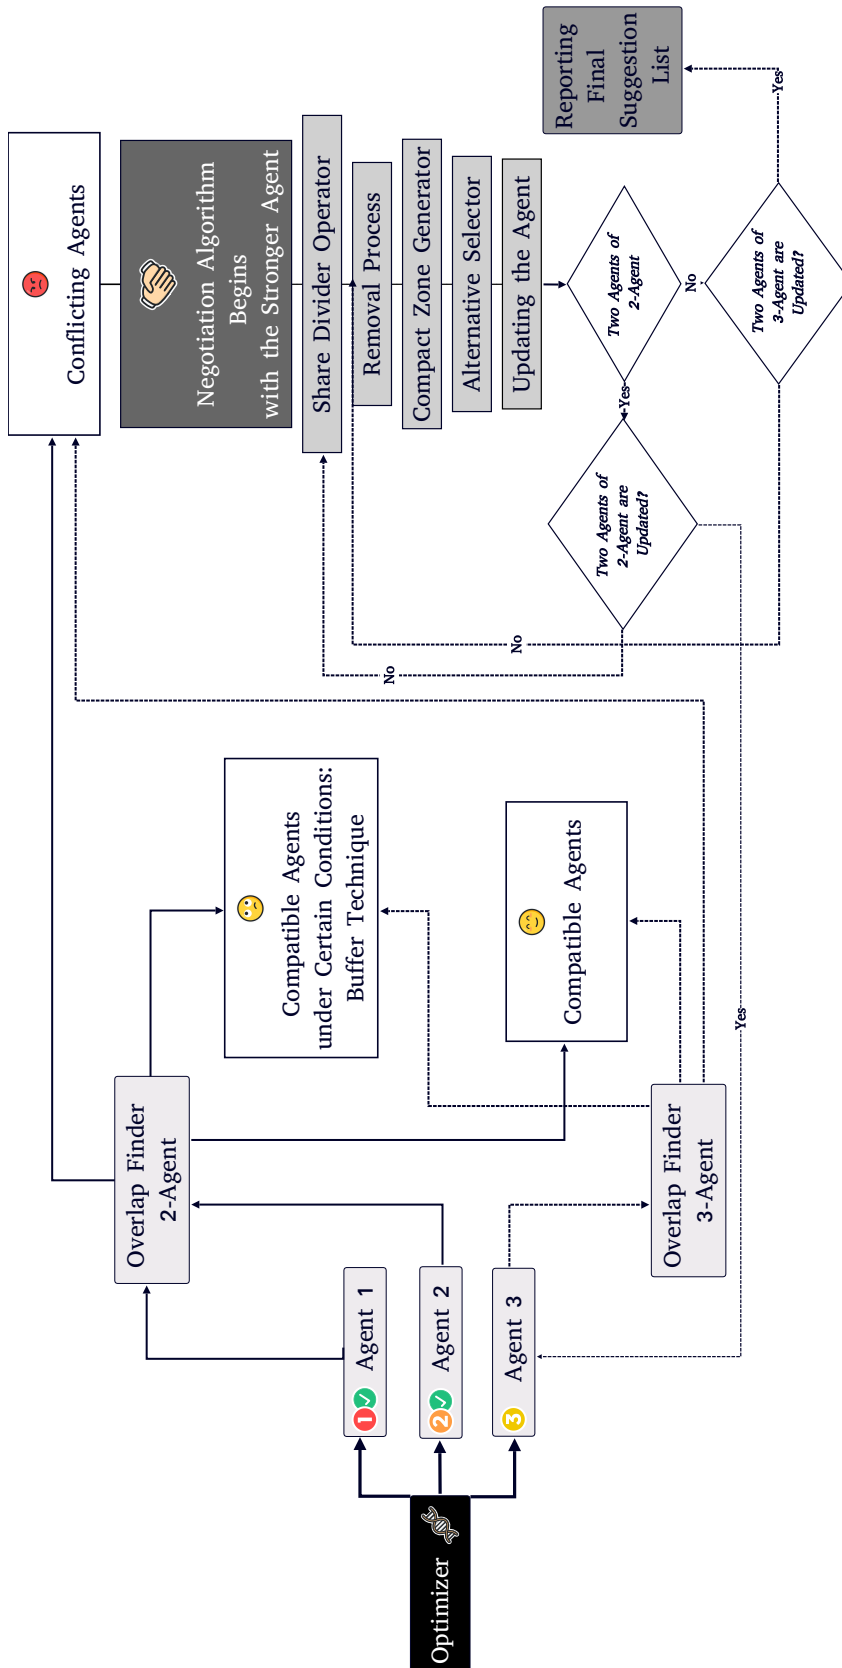 Optimizer
1
Agent 1
2
Agent 2
3
Agent 3
Overlap Finder
2-Agent
Overlap Finder
3-Agent
Compatible Agents
under Certain Conditions:
Buffer Technique
Compatible Agents
Conflicting Agents
Negotiation Algorithm
Begins
with the Stronger Agent
Share Divider Operator
Removal Process
Compact Zone Generator
Alternative Selector
Updating the Agent
Two Agents of
2-Agent
Yes
No
Two Agents of
2-Agent are
Updated?
No
Yes
Two Agents of
3-Agent are
Updated?
No
Yes
Reporting
Final
Suggestion
List